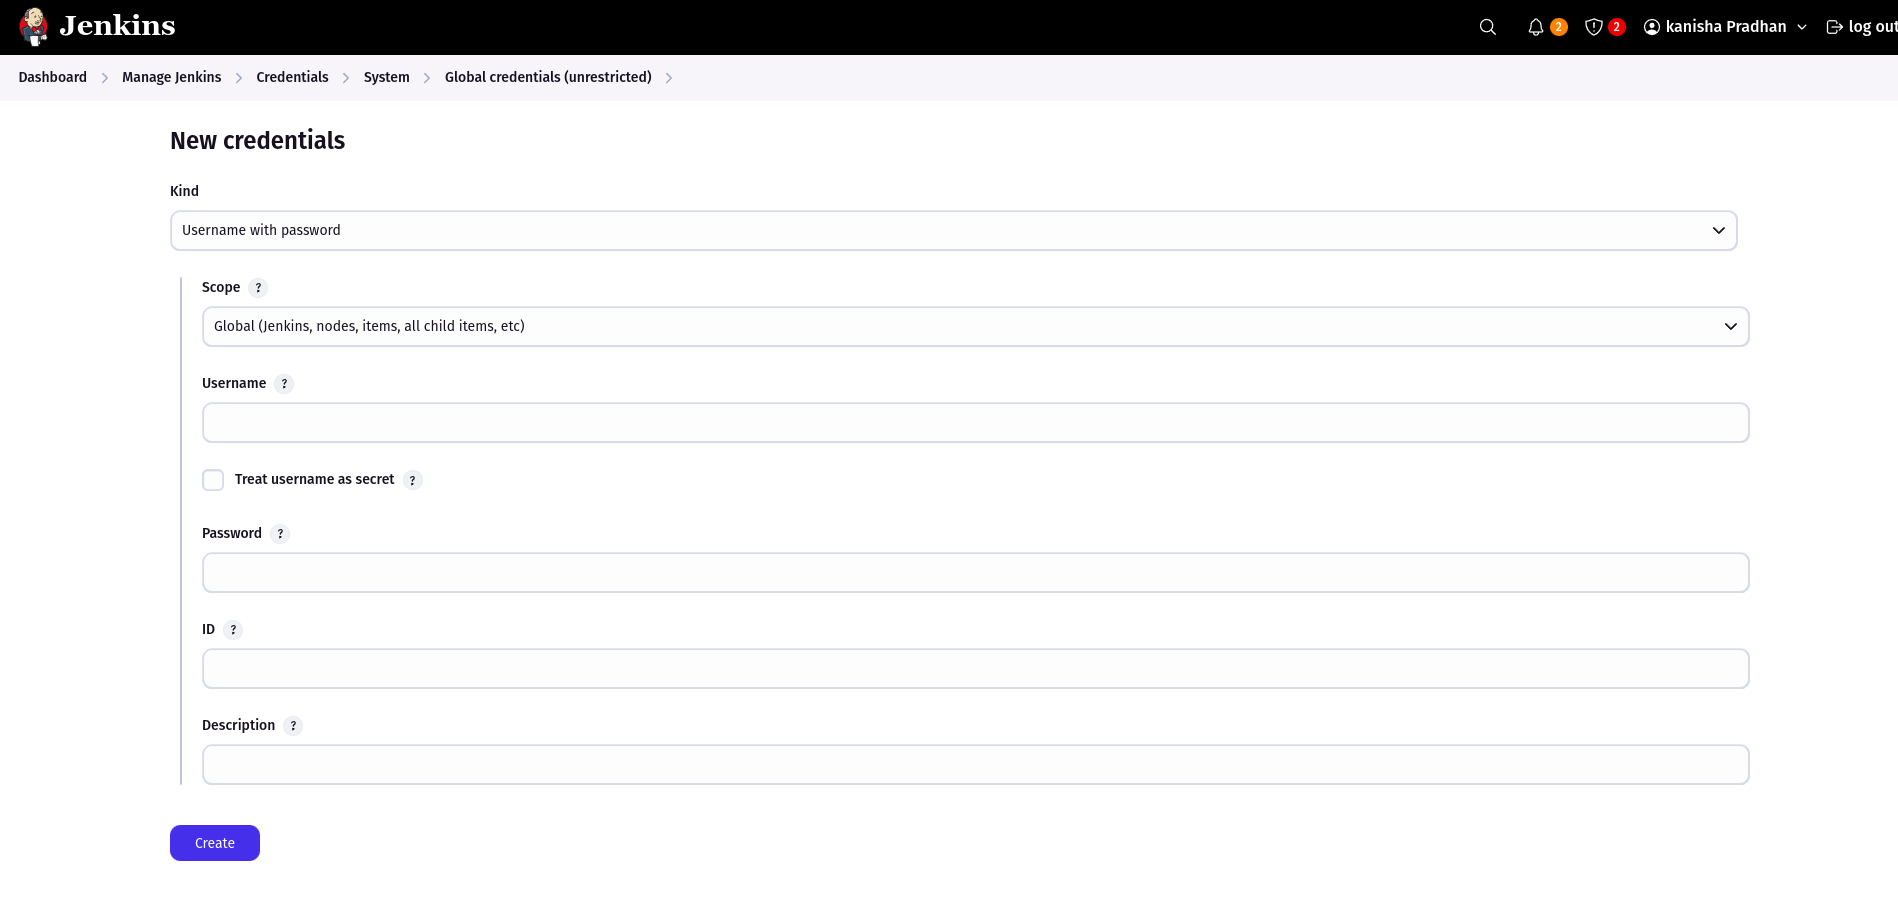 Jenkins 2 2 kanisha Pradhan log out
Dashboard Manage Jenkins Credentials System Global credentials (unrestricted)
New credentials
Kind
Username with password
Scope ?
Global (Jenkins, nodes, items, all child items, etc)
Username ?
Treat username as secret ?
Password ?
ID ?
Description ?
Create